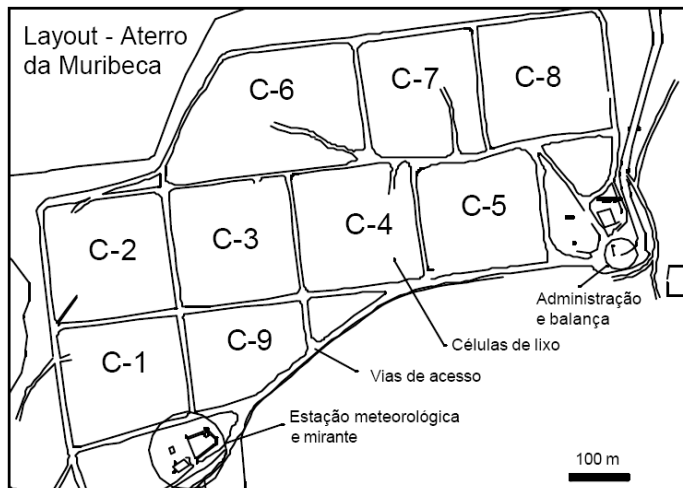 Layout - Aterro
da Muribeca
C-6
C-7
C-8
C-2
C-3
C-4
C-5
C-1
C-9
Administração
e balança
Células de lixo
Vias de acesso
Estação meteorológica
e mirante
100 m